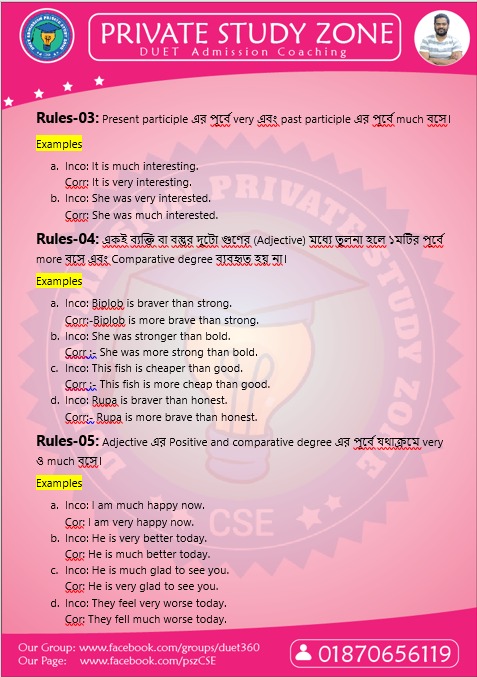 PRIVATE STUDY ZONE
DUET Admission Coaching
Rules-03: Present participle এর পূর্বে very এবং past participle এর পূর্বে much বসে।
Examples
a. Inco: It is much interesting.
Corr: It is very interesting.
b. Inco: She was very interested.
Corr: She was much interested.
Rules-04: একই ব্যক্তি বা বস্তুর দুটো গুণের (Adjective) মধ্যে তুলনা হলে ১মটির পূর্বে
more বসে এবং Comparative degree ব্যবহৃত হয় না।
Examples
a. Inco: Biplob is braver than strong.
Corr:-Biplob is more brave than strong.
b. Inco: She was stronger than bold.
Corr :- She was more strong than bold.
c. Inco: This fish is cheaper than good.
Corr :- This fish is more cheap than good.
d. Inco: Rupa is braver than honest.
Corr:- Rupa is more brave than honest.
Rules-05: Adjective এর Positive and comparative degree এর পূর্বে যথাক্রমে very
ও much বসে।
Examples
a. Inco: I am much happy now.
Cor: I am very happy now.
b. Inco: He is very better today.
Cor: He is much better today.
c. Inco: He is much glad to see you.
Cor: He is very glad to see you.
d. Inco: They feel very worse today.
Cor: They fell much worse today.
CSE
Our Group: www.facebook.com/groups/duet360
Our Page: www.facebook.com/pszCSE
01870656119